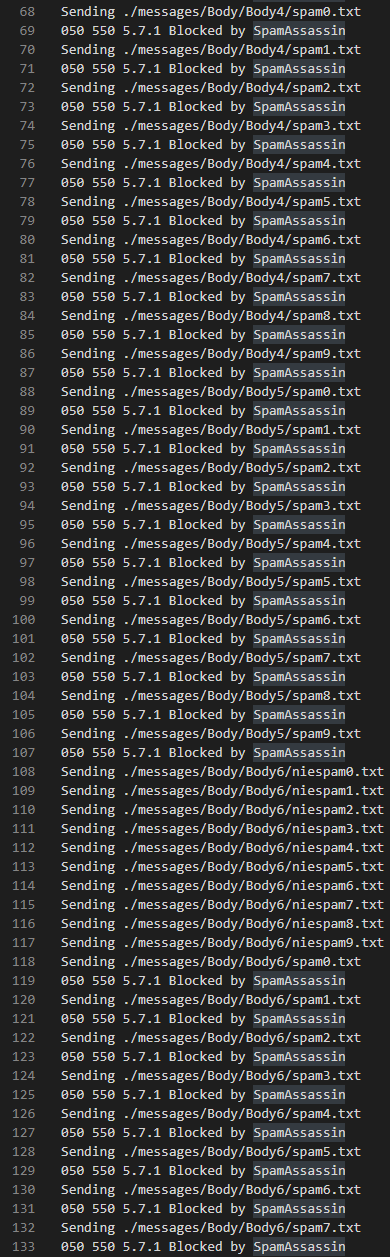 68 Sending ./messages/Body/Body4/spam0.txt
69 050 550 5.7.1 Blocked by SpamAssassin
70 Sending ./messages/Body/Body4/spam1.txt
71 050 550 5.7.1 Blocked by SpamAssassin
72 Sending ./messages/Body/Body4/spam2.txt
73 050 550 5.7.1 Blocked by SpamAssassin
74 Sending ./messages/Body/Body4/spam3.txt
75 050 550 5.7.1 Blocked by SpamAssassin
76 Sending ./messages/Body/Body4/spam4.txt
77 050 550 5.7.1 Blocked by SpamAssassin
78 Sending ./messages/Body/Body4/spam5.txt
79 050 550 5.7.1 Blocked by SpamAssassin
80 Sending ./messages/Body/Body4/spam6.txt
81 050 550 5.7.1 Blocked by SpamAssassin
82 Sending ./messages/Body/Body4/spam7.txt
83 050 550 5.7.1 Blocked by SpamAssassin
84 Sending ./messages/Body/Body4/spam8.txt
85 050 550 5.7.1 Blocked by SpamAssassin
86 Sending ./messages/Body/Body4/spam9.txt
87 050 550 5.7.1 Blocked by SpamAssassin
88 Sending ./messages/Body/Body5/spam0.txt
89 050 550 5.7.1 Blocked by SpamAssassin
90 Sending ./messages/Body/Body5/spam1.txt
91 050 550 5.7.1 Blocked by SpamAssassin
92 Sending ./messages/Body/Body5/spam2.txt
93 050 550 5.7.1 Blocked by SpamAssassin
94 Sending ./messages/Body/Body5/spam3.txt
95 050 550 5.7.1 Blocked by SpamAssassin
96 Sending ./messages/Body/Body5/spam4.txt
97 050 550 5.7.1 Blocked by SpamAssassin
98 Sending ./messages/Body/Body5/spam5.txt
99 050 550 5.7.1 Blocked by SpamAssassin
100 Sending ./messages/Body/Body5/spam6.txt
101 050 550 5.7.1 Blocked by SpamAssassin
102 Sending ./messages/Body/Body5/spam7.txt
103 050 550 5.7.1 Blocked by SpamAssassin
104 Sending ./messages/Body/Body5/spam8.txt
105 050 550 5.7.1 Blocked by SpamAssassin
106 Sending ./messages/Body/Body5/spam9.txt
107 050 550 5.7.1 Blocked by SpamAssassin
108 Sending ./messages/Body/Body6/niespam0.txt
109 Sending ./messages/Body/Body6/niespam1.txt
110 Sending ./messages/Body/Body6/niespam2.txt
111 Sending ./messages/Body/Body6/niespam3.txt
112 Sending ./messages/Body/Body6/niespam4.txt
113 Sending ./messages/Body/Body6/niespam5.txt
114 Sending ./messages/Body/Body6/niespam6.txt
115 Sending ./messages/Body/Body6/niespam7.txt
116 Sending ./messages/Body/Body6/niespam8.txt
117 Sending ./messages/Body/Body6/niespam9.txt
118 Sending ./messages/Body/Body6/spam0.txt
119 050 550 5.7.1 Blocked by SpamAssassin
120 Sending ./messages/Body/Body6/spam1.txt
121 050 550 5.7.1 Blocked by SpamAssassin
122 Sending ./messages/Body/Body6/spam2.txt
123 050 550 5.7.1 Blocked by SpamAssassin
124 Sending ./messages/Body/Body6/spam3.txt
125 050 550 5.7.1 Blocked by SpamAssassin
126 Sending ./messages/Body/Body6/spam4.txt
127 050 550 5.7.1 Blocked by SpamAssassin
128 Sending ./messages/Body/Body6/spam5.txt
129 050 550 5.7.1 Blocked by SpamAssassin
130 Sending ./messages/Body/Body6/spam6.txt
131 050 550 5.7.1 Blocked by SpamAssassin
132 Sending ./messages/Body/Body6/spam7.txt
133 050 550 5.7.1 Blocked by SpamAssassin